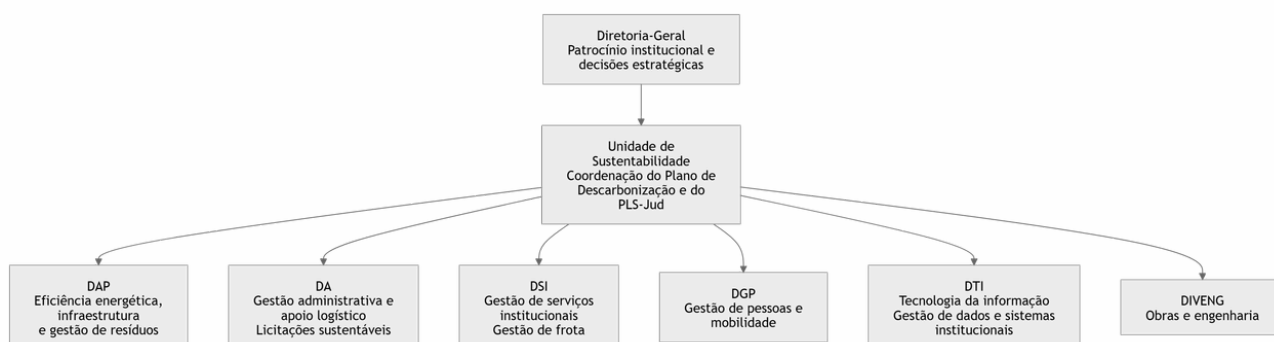 Diretoria-Geral
Patrocínio institucional e
decisões estratégicas
Unidade de
Sustentabilidade
Coordenação do Plano de
Descarbonização e do
PLS-Jud
DAP
Eficiência energética,
infraestrutura
e gestão de resíduos
DA
Gestão administrativa e
apoio logístico
Licitações sustentáveis
DSI
Gestão de serviços
institucionais
Gestão de frota
DGP
Gestão de pessoas e
mobilidade
DTI
Tecnologia da informação
Gestão de dados e sistemas
institucionais
DIVENG
Obras e engenharia